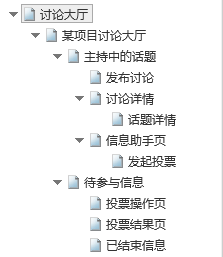 讨论大厅
某项目讨论大厅
主持中的话题
发布讨论
讨论详情
话题详情
信息助手页
发起投票
待参与信息
投票操作页
投票结果页
已结束信息